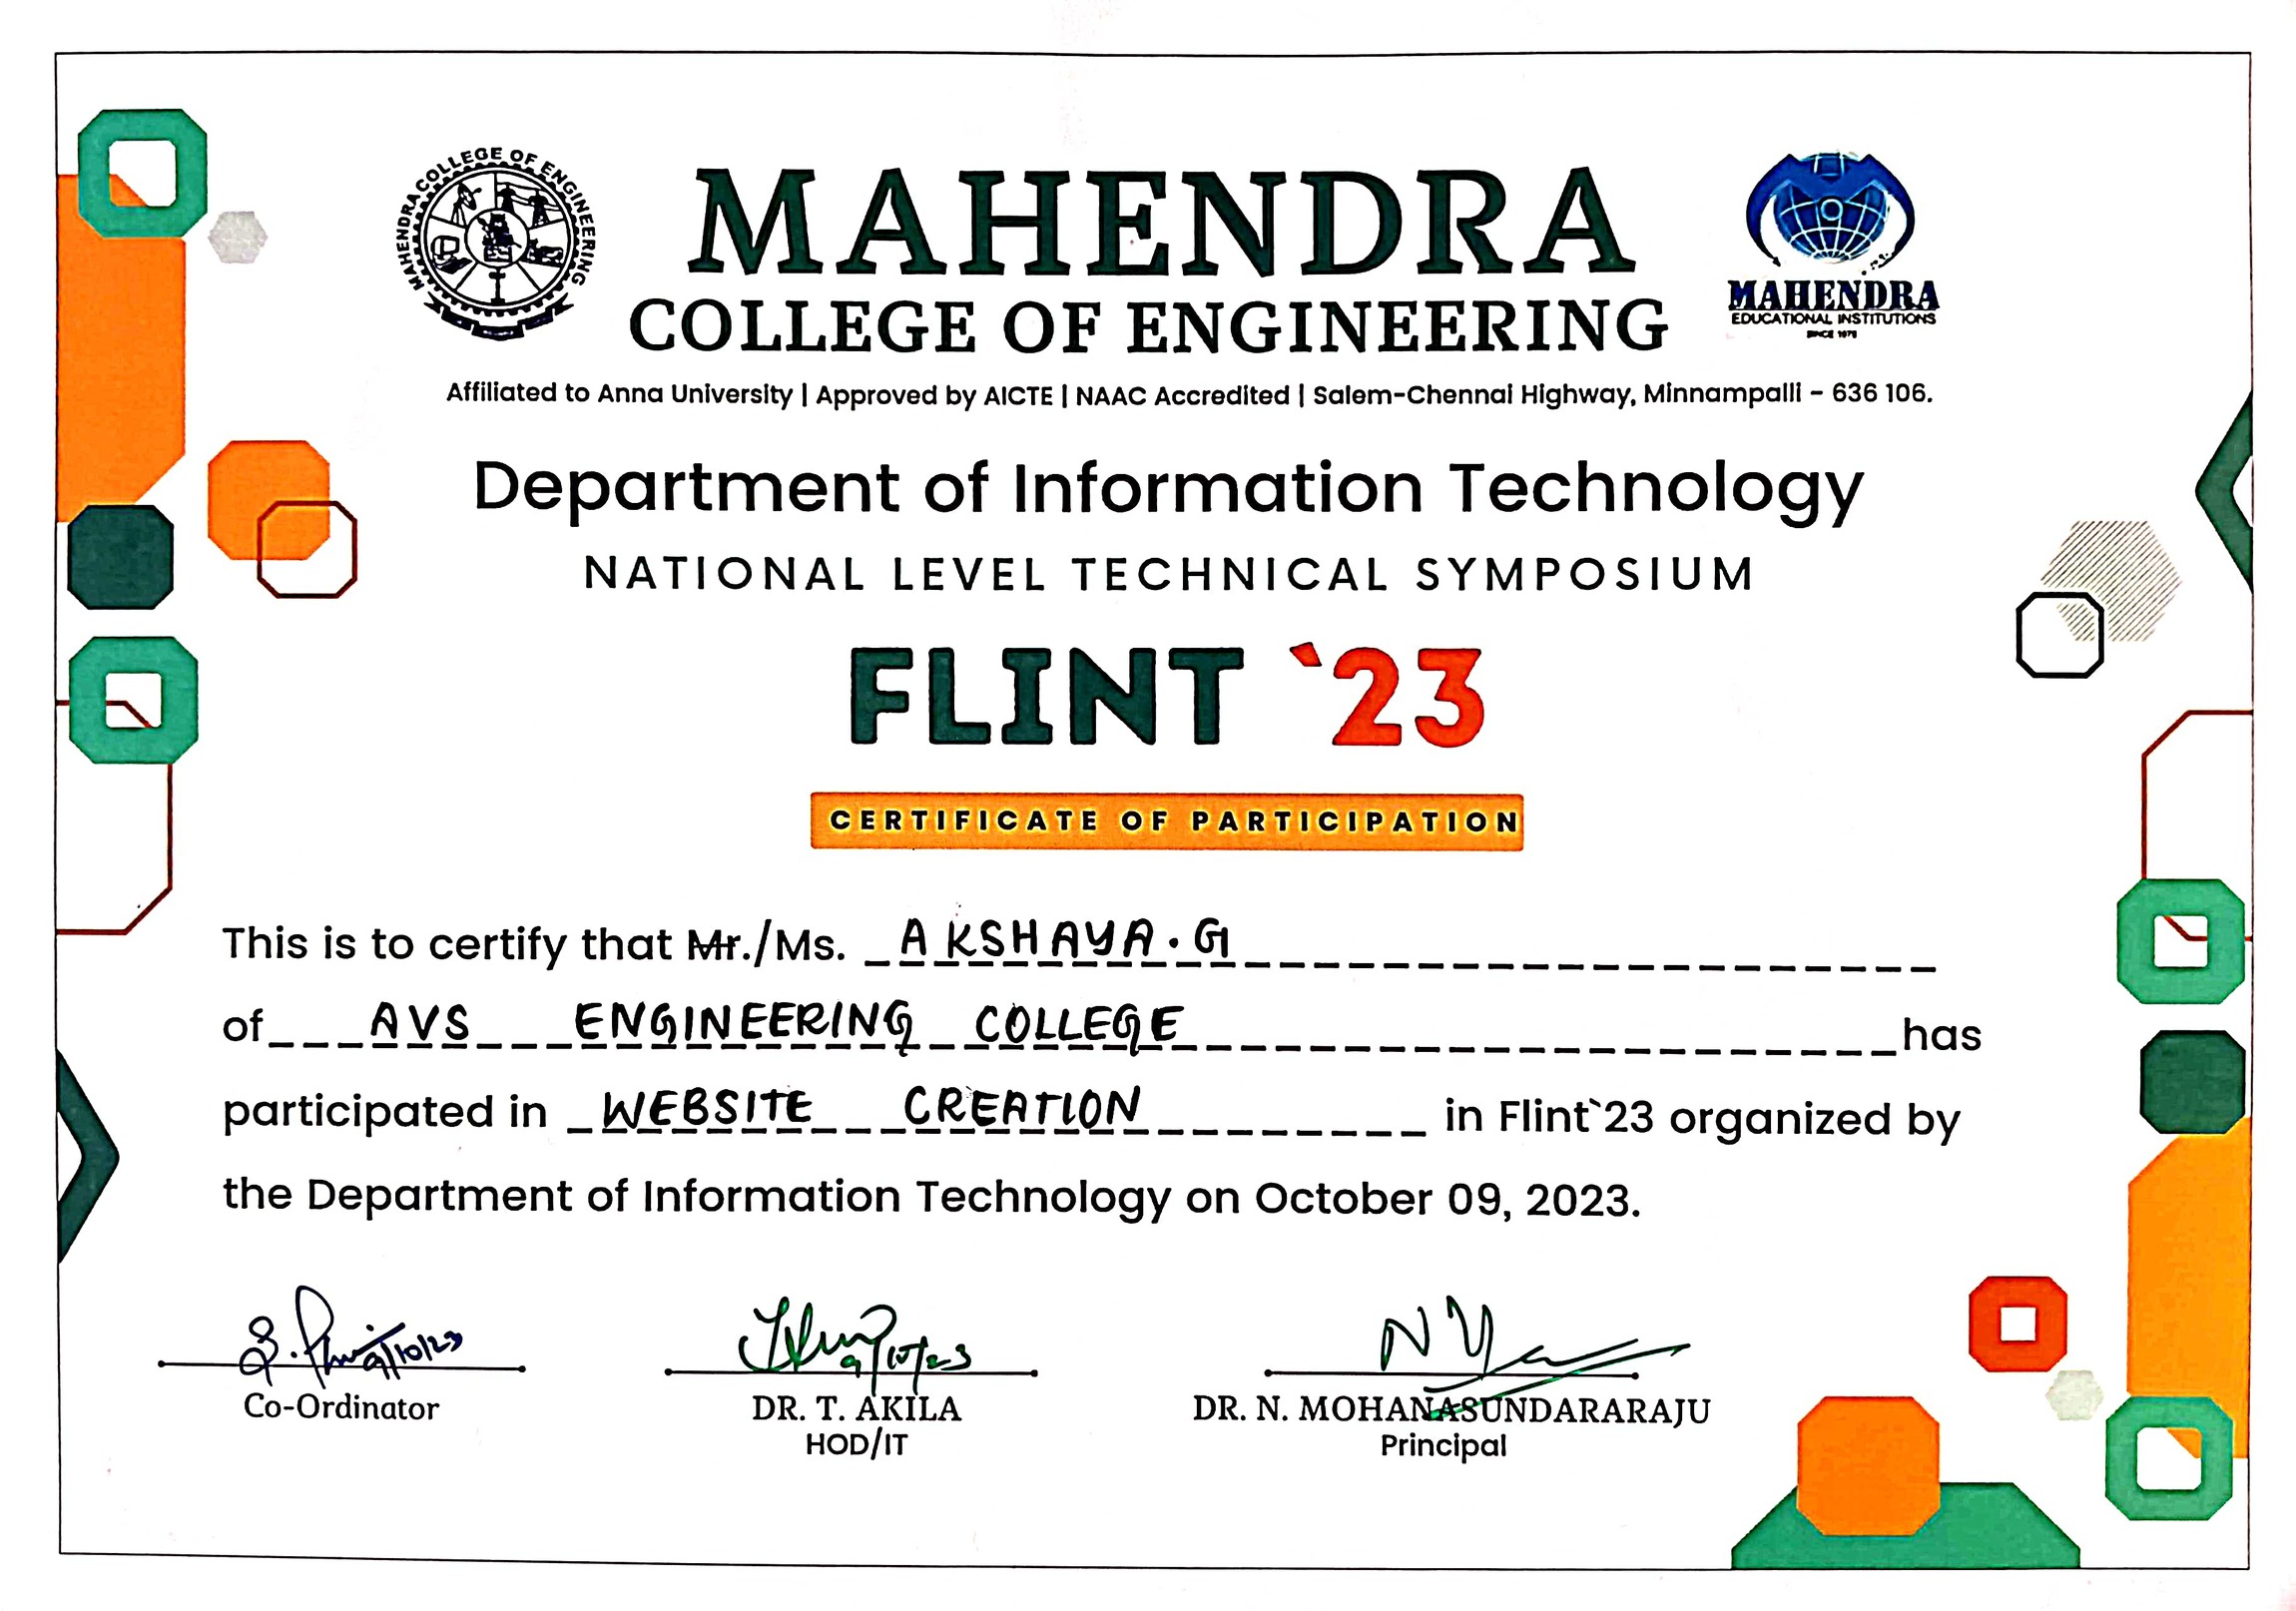 MAHENDRA COLLEGE OF ENGINEERING
MAHENDRA
COLLEGE OF ENGINEERING
MAHENDRA
EDUCATIONAL INSTITUTIONS
SINCE 1978
Affiliated to Anna University | Approved by AICTE | NAAC Accredited | Salem-Chennai Highway, Minnampalli - 636 106.
Department of Information Technology
NATIONAL LEVEL TECHNICAL SYMPOSIUM
FLINT `23
CERTIFICATE OF PARTICIPATION
This is to certify that Mr./Ms. AKSHAYA.G
of AVS ENGINEERING COLLEGE has
participated in WEBSITE CREATION in Flint`23 organized by
the Department of Information Technology on October 09, 2023.
9/10/23
9/10/23
Co-Ordinator
DR. T. AKILA
DR. N. MOHANASUNDARARAJU
HOD/IT
Principal